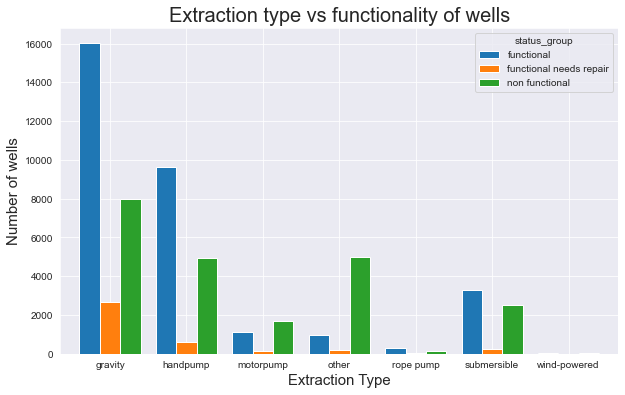 Extraction type vs functionality of wells
status_group
functional
functional needs repair
non functional
16000
14000
12000
10000
8000
6000
4000
2000
0
Number of wells
gravity handpump motorpump other rope pump submersible wind-powered
Extraction Type